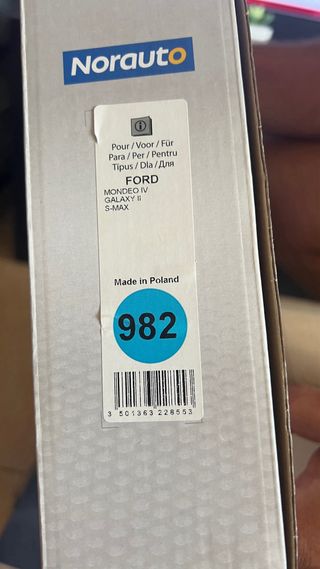 Norauto
i
Pour / Voor / Für
Para / Per / Pentru
Tipus / Dla / Для
FORD
MONDEO IV
GALAXY II
S-MAX
Made in Poland
982
3 501363 228553